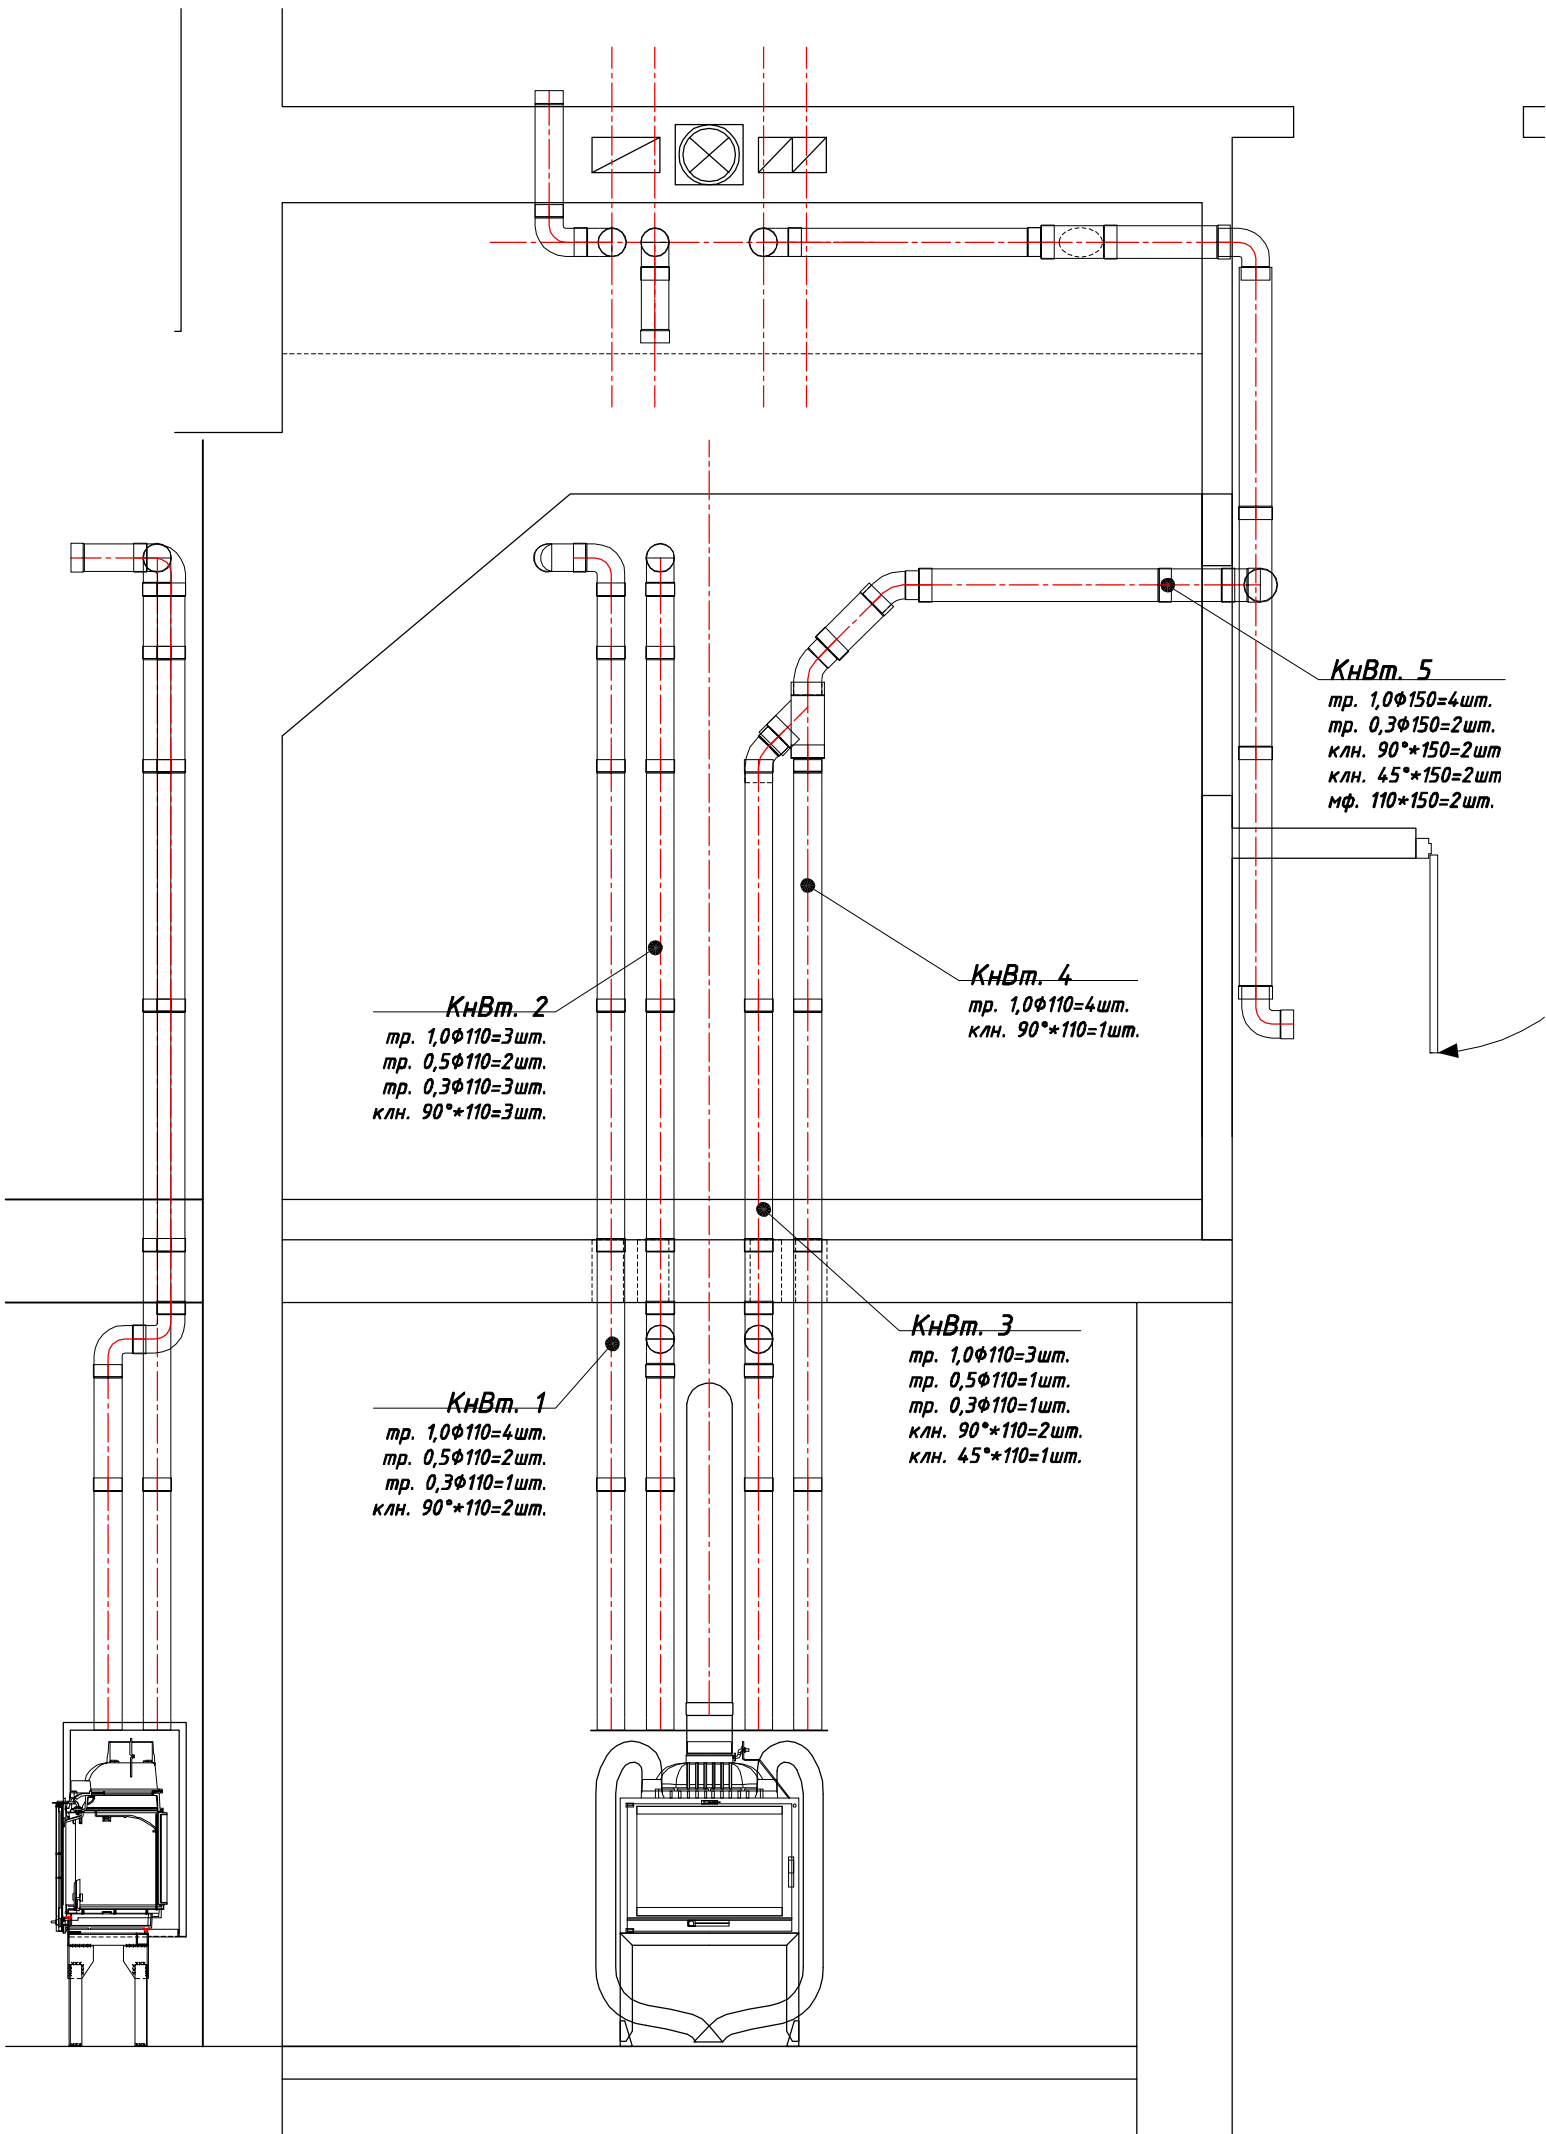 КнВт. 5
тр. 1,0Ф150=4шт.
тр. 0,3Ф150=2шт.
клн. 90°*150=2шт
клн. 45°*150=2шт
мф. 110*150=2шт.
КнВт. 4
тр. 1,0Ф110=4шт.
клн. 90°*110=1шт.
КнВт. 2
тр. 1,0Ф110=3шт.
тр. 0,5Ф110=2шт.
тр. 0,3Ф110=3шт.
клн. 90°*110=3шт.
КнВт. 3
тр. 1,0Ф110=3шт.
тр. 0,5Ф110=1шт.
тр. 0,3Ф110=1шт.
клн. 90°*110=2шт.
клн. 45°*110=1шт.
КнВт. 1
тр. 1,0Ф110=4шт.
тр. 0,5Ф110=2шт.
тр. 0,3Ф110=1шт.
клн. 90°*110=2шт.